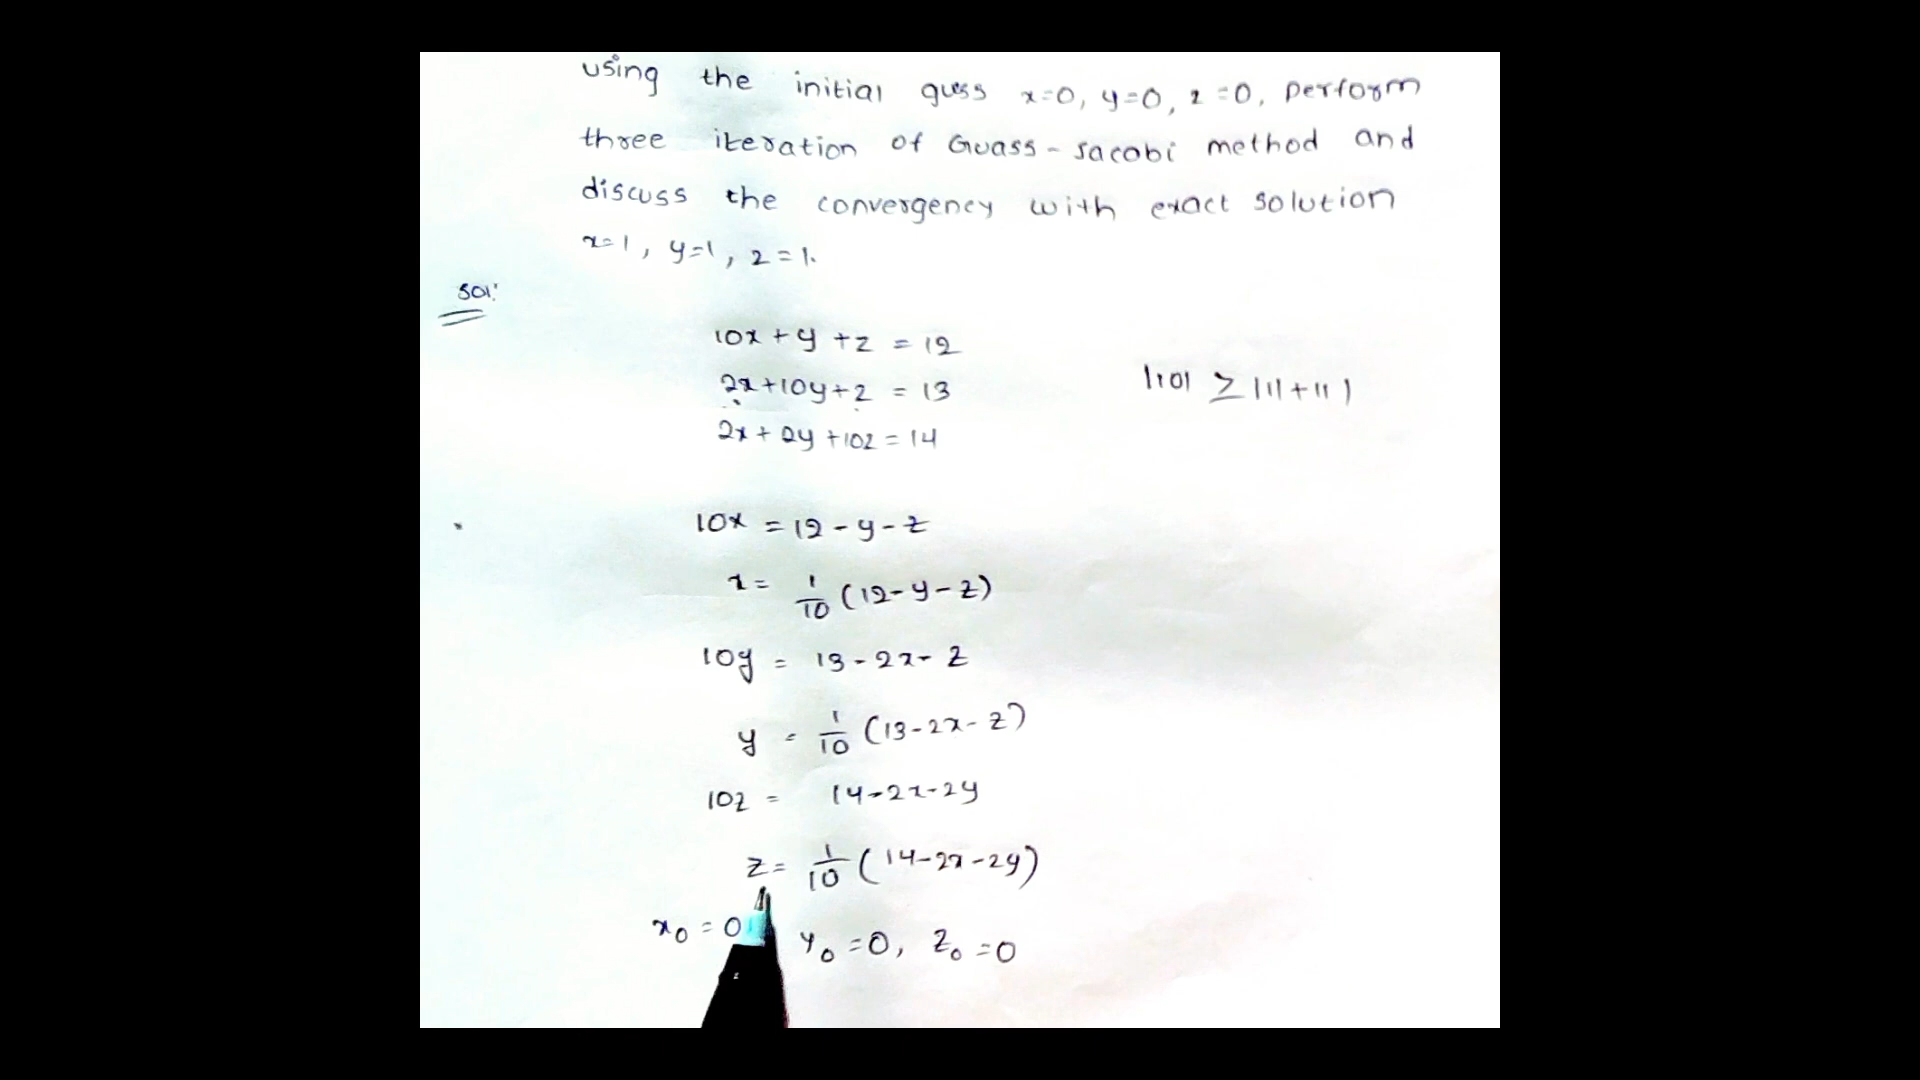 using the initial guss x=0, y=0, z=0, perform
three iteration of Guass-Jacobi method and
discuss the convergency with exact solution
x=1, y=1, z=1.
Sol:
10x+y+z = 12
2x+10y+z = 13
|10| ≥ |1|+|1|
2x+2y+10z=14
10x = 12-y-z
x= 1/10 (12-y-z)
10y = 13-2x-z
y = 1/10 (13-2x-z)
10z = 14-2x-2y
z= 1/10 (14-2x-2y)
x₀=0 y₀=0, z₀=0